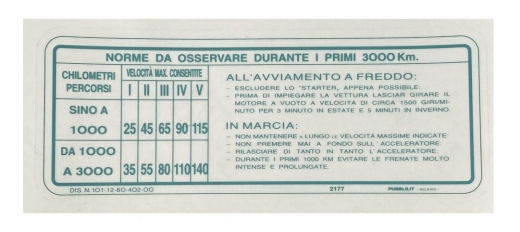 NORME DA OSSERVARE DURANTE I PRIMI 3000 Km.
CHILOMETRI PERCORSI
VELOCITÀ MAX. CONSENTITE
I II III IV V
SINO A 1000 25 45 65 90 115
DA 1000 A 3000 35 55 80 110 140
ALL'AVVIAMENTO A FREDDO:
– ESCLUDERE LO "STARTER, APPENA POSSIBILE.
– PRIMA DI IMPIEGARE LA VETTURA LASCIAR GIRARE IL
MOTORE A VUOTO A VELOCITÀ DI CIRCA 1500 GIRI/MI-
NUTO PER 3 MINUTO IN ESTATE E 5 MINUTI IN INVERNO.
IN MARCIA:
– NON MANTENERE A LUNGO LE VELOCITÀ MASSIME INDICATE.
– NON PREMERE MAI A FONDO SULL'ACCELERATORE.
– RILASCIARE DI TANTO IN TANTO L'ACCELERATORE.
– DURANTE I PRIMI 1000 KM EVITARE LE FRENATE MOLTO
INTENSE E PROLUNGATE.
DIS. N. 101-12-80-402-00
2177
PUBBLILIT - MILANO -